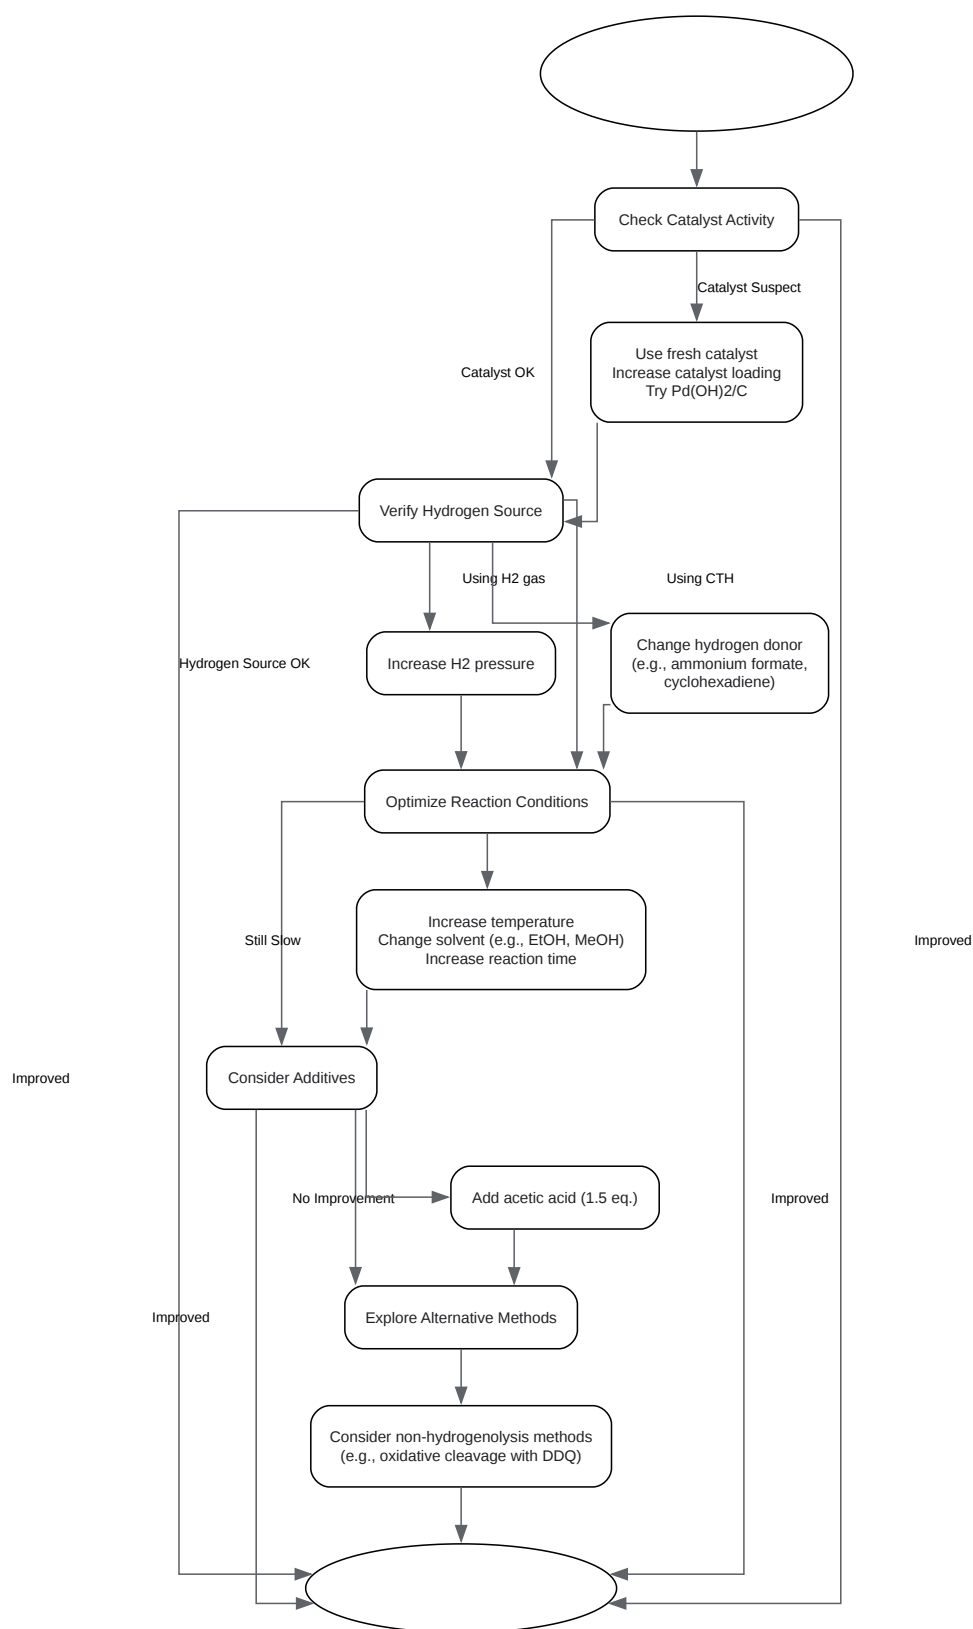 Check Catalyst Activity
Catalyst Suspect
Use fresh catalyst
Increase catalyst loading
Try Pd(OH)2/C
Catalyst OK
Verify Hydrogen Source
Using H2 gas
Using CTH
Change hydrogen donor
(e.g., ammonium formate,
cyclohexadiene)
Hydrogen Source OK
Increase H2 pressure
Optimize Reaction Conditions
Increase temperature
Change solvent (e.g., EtOH, MeOH)
Increase reaction time
Still Slow
Improved
Consider Additives
Improved
No Improvement
Add acetic acid (1.5 eq.)
Improved
Improved
Explore Alternative Methods
Consider non-hydrogenolysis methods
(e.g., oxidative cleavage with DDQ)